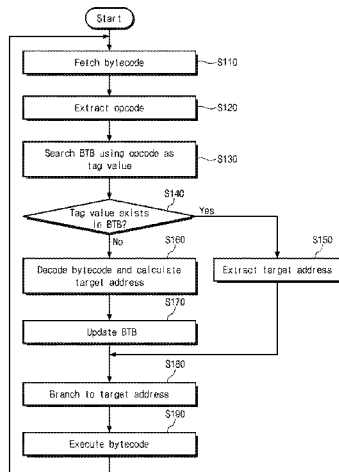 Start
Fetch bytecode
S110
Extract opcode
S120
Search BTB using opcode as
tag value
S130
S140
Tag value exists
in BTB?
Yes
No
S150
Extract target address
S160
Decode bytecode and calculate
target address
S170
Update BTB
S180
Branch to target address
S190
Execute bytecode